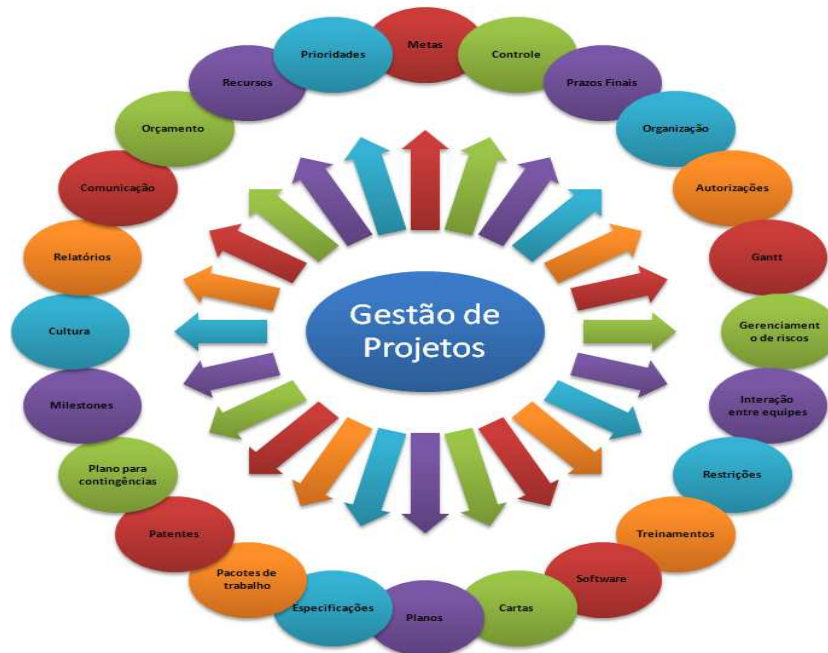 Metas
Controle
Prazos Finais
Organização
Autorizações
Gantt
Gerenciament
o de riscos
Interação
entre equipes
Restrições
Treinamentos
Software
Cartas
Planos
Especificações
Pacotes de
trabalho
Patentes
Plano para
contingências
Milestones
Cultura
Relatórios
Comunicação
Orçamento
Recursos
Prioridades
Gestão de
Projetos